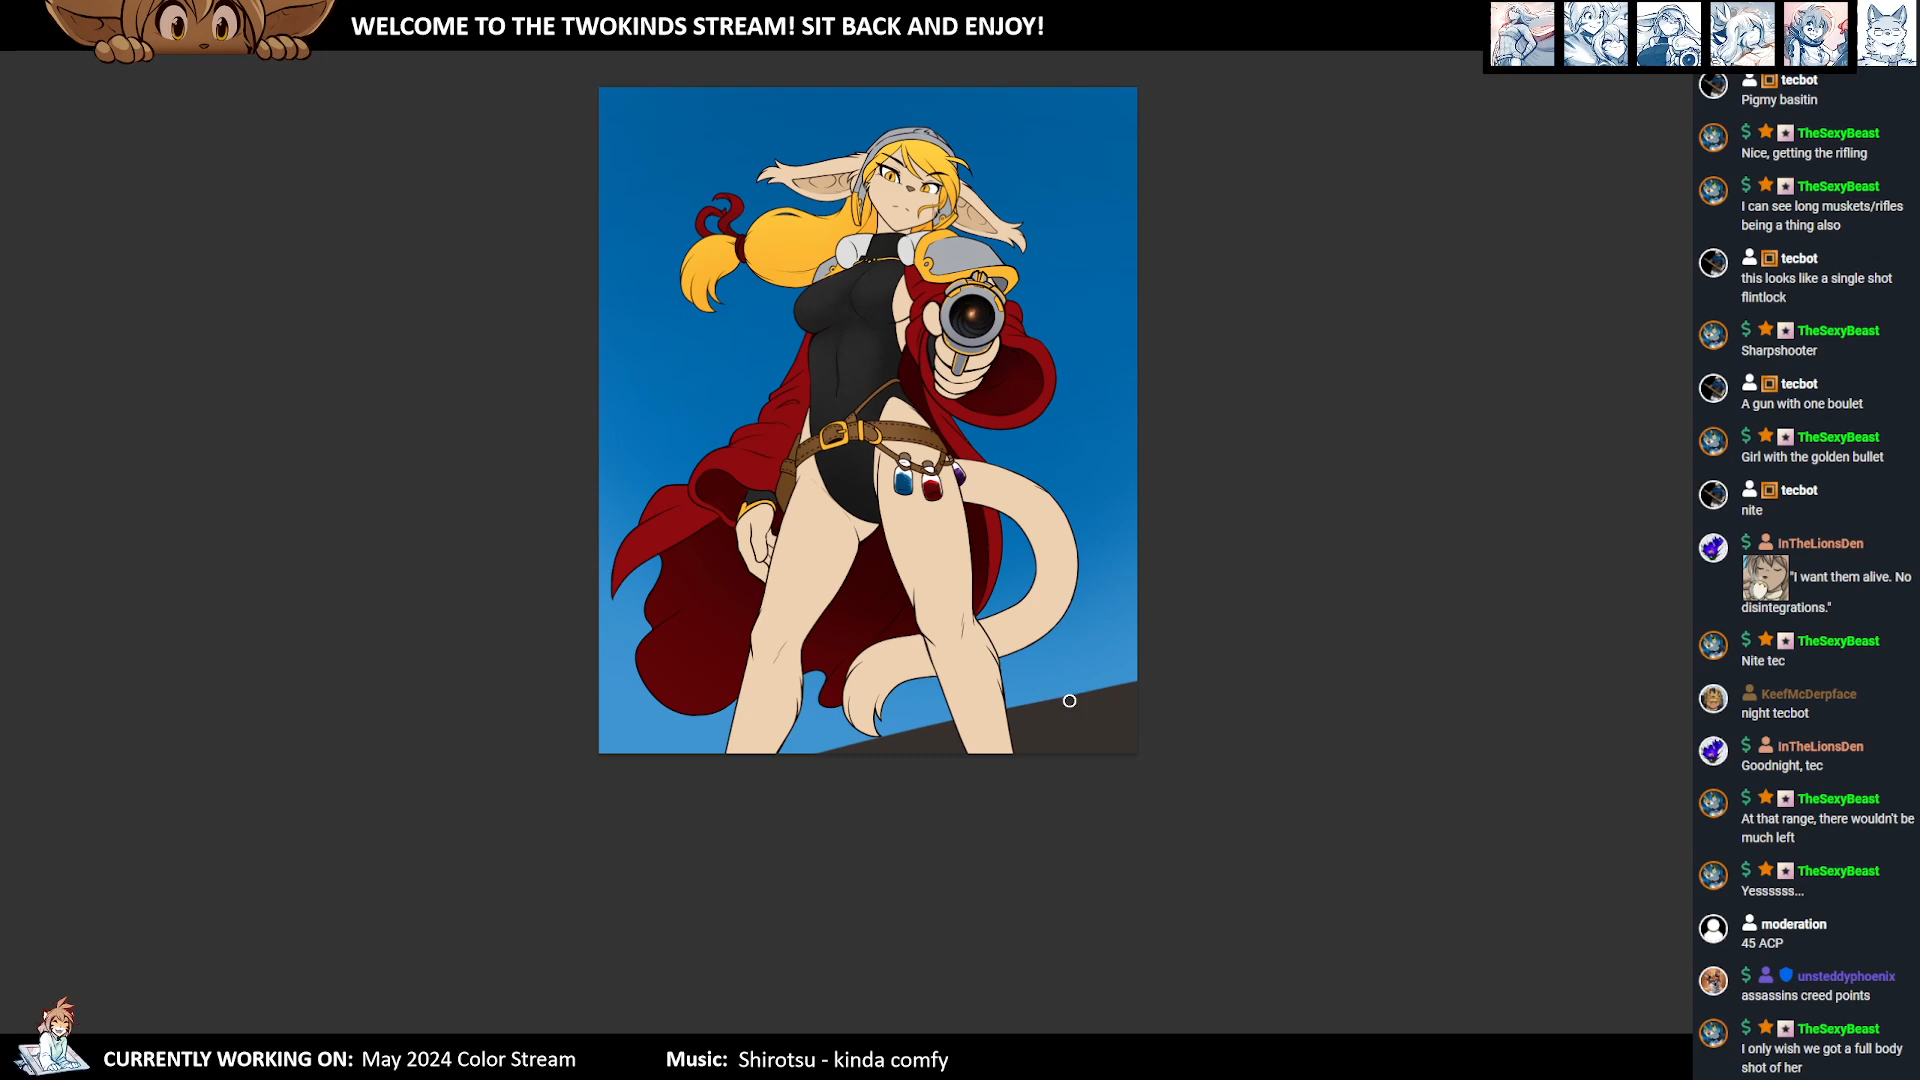 WELCOME TO THE TWOKINDS STREAM! SIT BACK AND ENJOY!
tecbot
Pigmy basitin
TheSexyBeast
Nice, getting the rifling
TheSexyBeast
I can see long muskets/rifles
being a thing also
tecbot
this looks like a single shot
flintlock
TheSexyBeast
Sharpshooter
tecbot
A gun with one boulet
TheSexyBeast
Girl with the golden bullet
tecbot
nite
InTheLionsDen
"I want them alive. No
disintegrations."
TheSexyBeast
Nite tec
KeefMcDerpface
night tecbot
InTheLionsDen
Goodnight, tec
TheSexyBeast
At that range, there wouldn't be
much left
TheSexyBeast
Yessssss...
moderation
45 ACP
unsteddyphoenix
assassins creed points
TheSexyBeast
I only wish we got a full body
shot of her
CURRENTLY WORKING ON: May 2024 Color Stream
Music: Shirotsu - kinda comfy